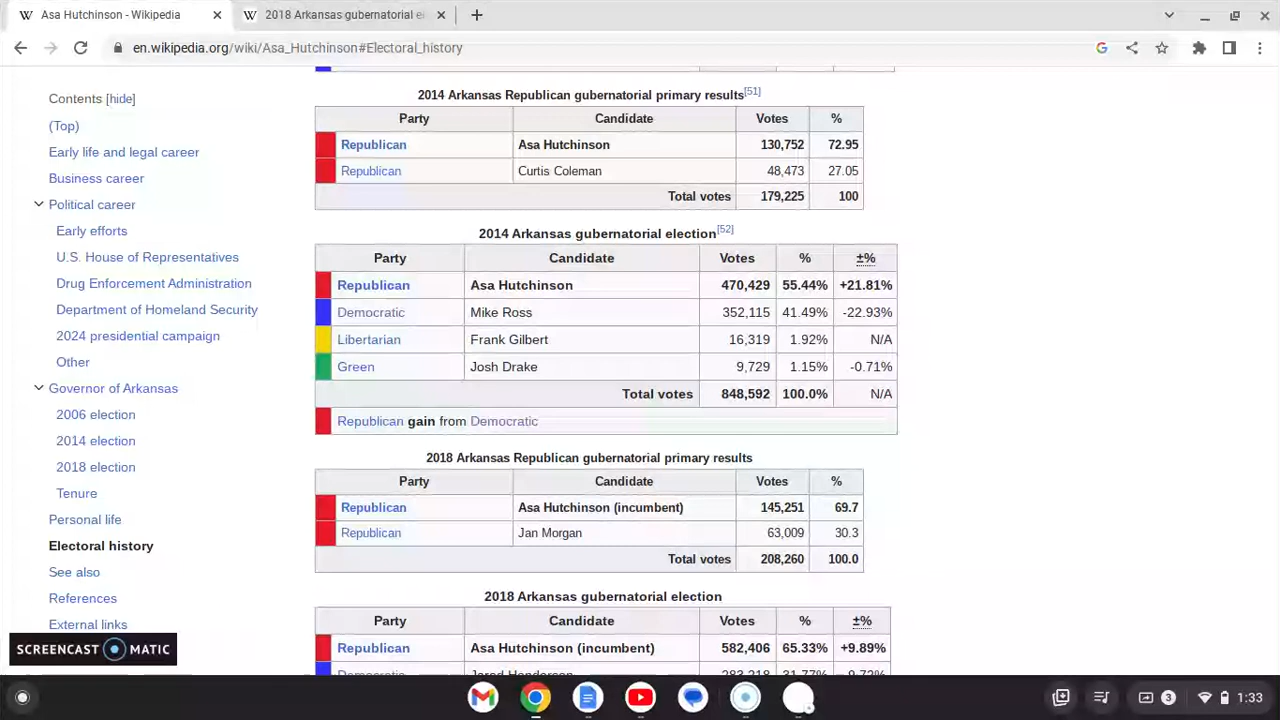 Asa Hutchinson - Wikipedia
2018 Arkansas gubernatorial e
en.wikipedia.org/wiki/Asa_Hutchinson#Electoral_history
Contents [hide]
(Top)
Early life and legal career
Business career
Political career
Early efforts
U.S. House of Representatives
Drug Enforcement Administration
Department of Homeland Security
2024 presidential campaign
Other
Governor of Arkansas
2006 election
2014 election
2018 election
Tenure
Personal life
Electoral history
See also
References
External links
2014 Arkansas Republican gubernatorial primary results[51]
Party Candidate Votes %
Republican Asa Hutchinson 130,752 72.95
Republican Curtis Coleman 48,473 27.05
Total votes 179,225 100
2014 Arkansas gubernatorial election[52]
Party Candidate Votes % ±%
Republican Asa Hutchinson 470,429 55.44% +21.81%
Democratic Mike Ross 352,115 41.49% -22.93%
Libertarian Frank Gilbert 16,319 1.92% N/A
Green Josh Drake 9,729 1.15% -0.71%
Total votes 848,592 100.0% N/A
Republican gain from Democratic
2018 Arkansas Republican gubernatorial primary results
Party Candidate Votes %
Republican Asa Hutchinson (incumbent) 145,251 69.7
Republican Jan Morgan 63,009 30.3
Total votes 208,260 100.0
2018 Arkansas gubernatorial election
Party Candidate Votes % ±%
Republican Asa Hutchinson (incumbent) 582,406 65.33% +9.89%
Democratic Jared Henderson 283,218 31.77% -9.72%
SCREENCAST MATIC
3 1:33